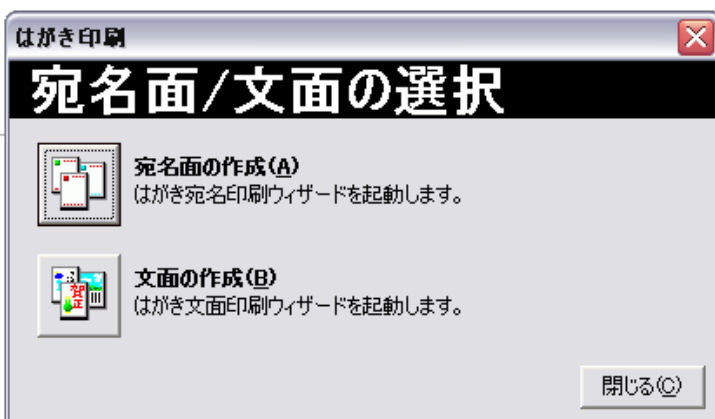 はがき印刷
宛名面/文面の選択
宛名面の作成(A)
はがき宛名印刷ウィザードを起動します。
文面の作成(B)
はがき文面印刷ウィザードを起動します。
賀正
閉じる(C)